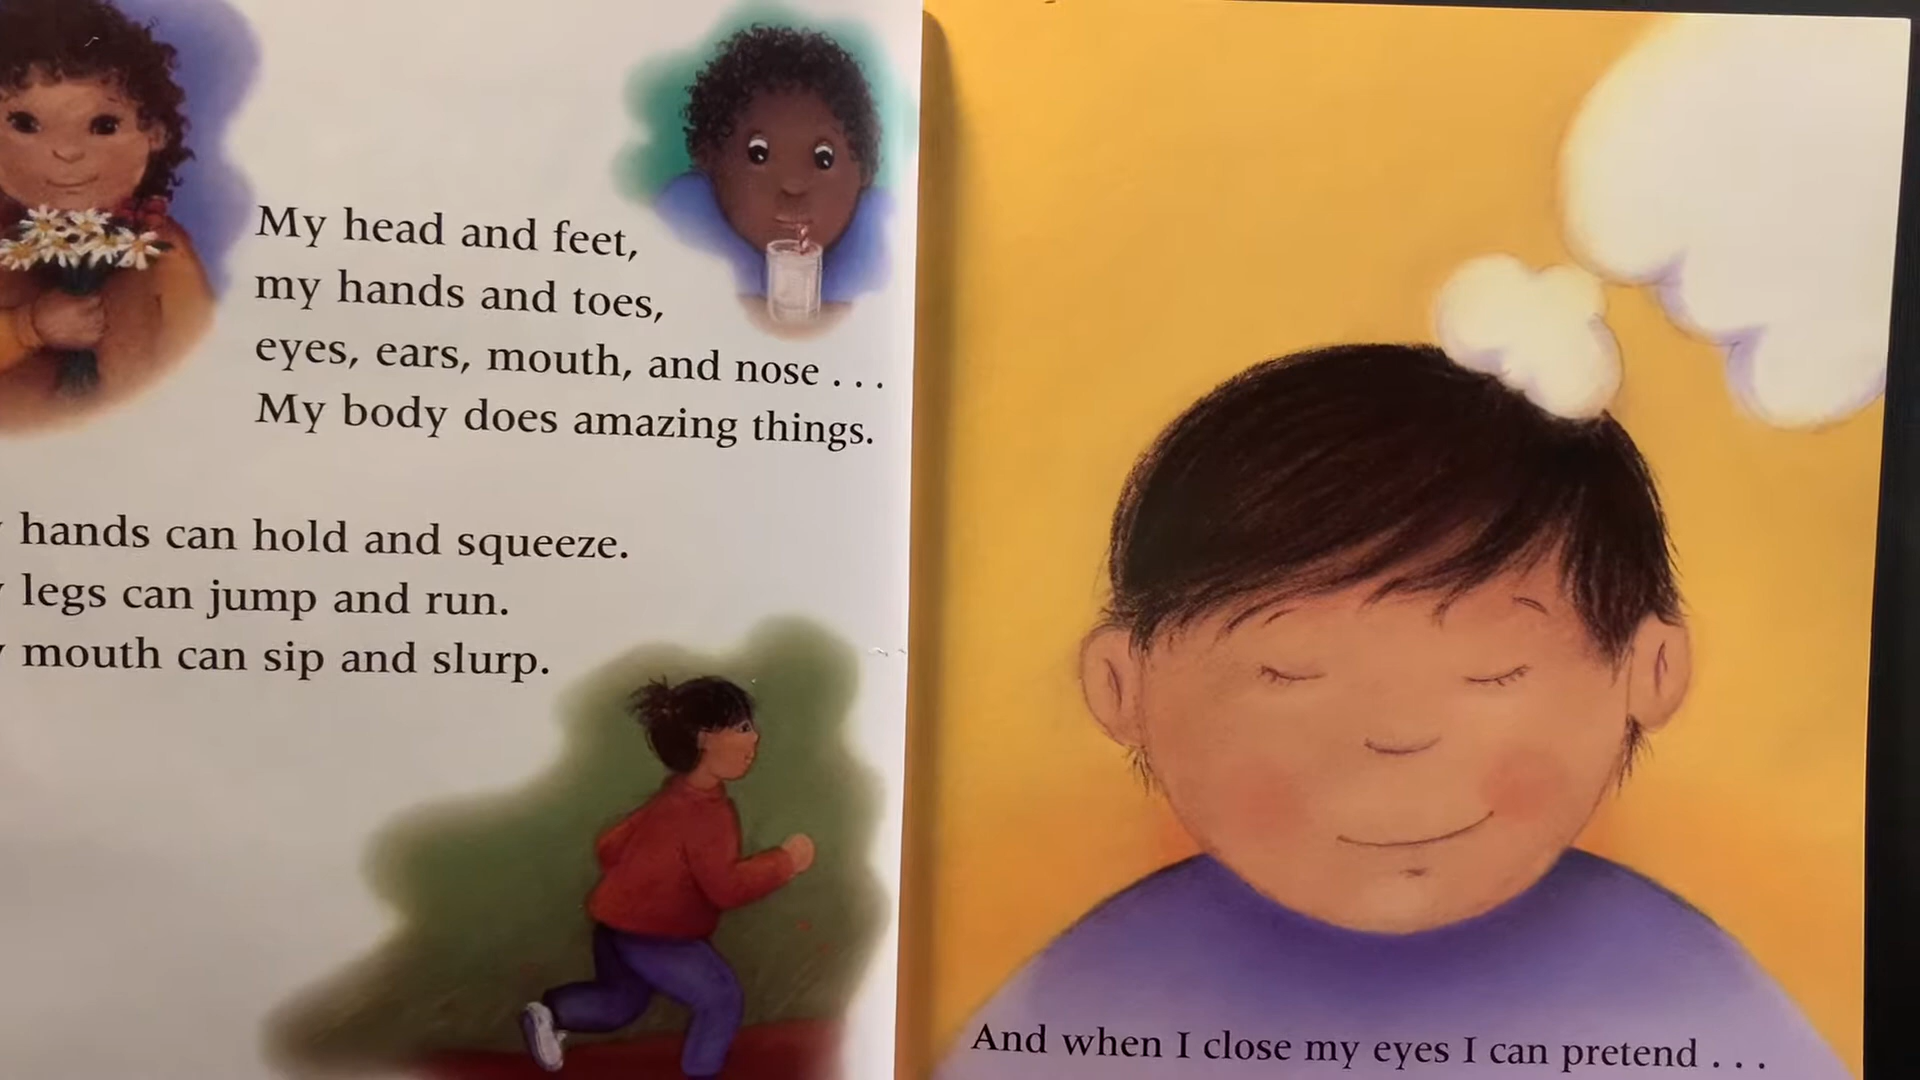 My head and feet,
my hands and toes,
eyes, ears, mouth, and nose . . .
My body does amazing things.
hands can hold and squeeze.
legs can jump and run.
mouth can sip and slurp.
And when I close my eyes I can pretend . . .